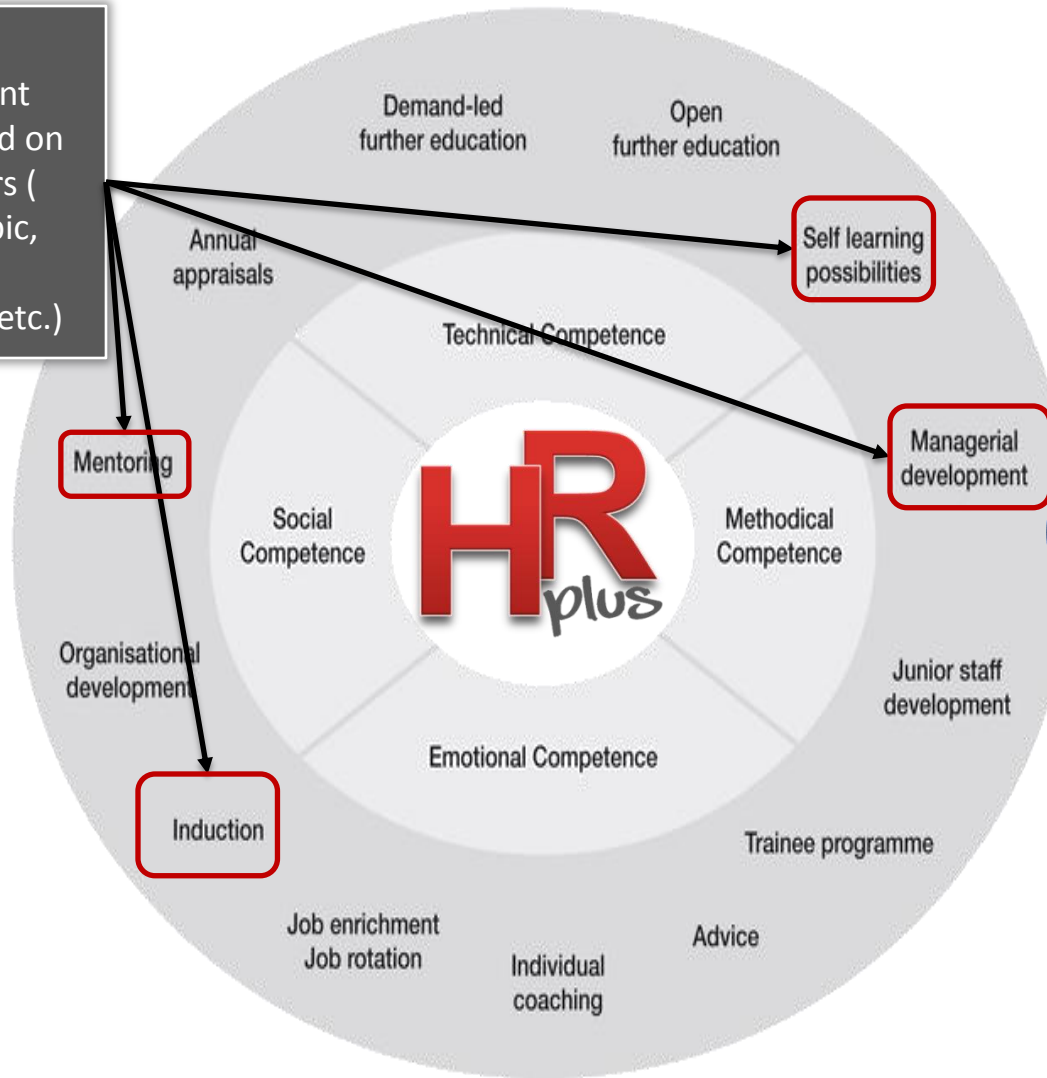 ent
d on
rs (
pic,
etc.)
Demand-led
further education
Open
further education
Self learning
possibilities
Annual
appraisals
Technical Competence
Mentoring
Managerial
development
Social
Competence
HR
plus
Methodical
Competence
Organisational
development
Junior staff
development
Emotional Competence
Induction
Trainee programme
Job enrichment
Job rotation
Advice
Individual
coaching